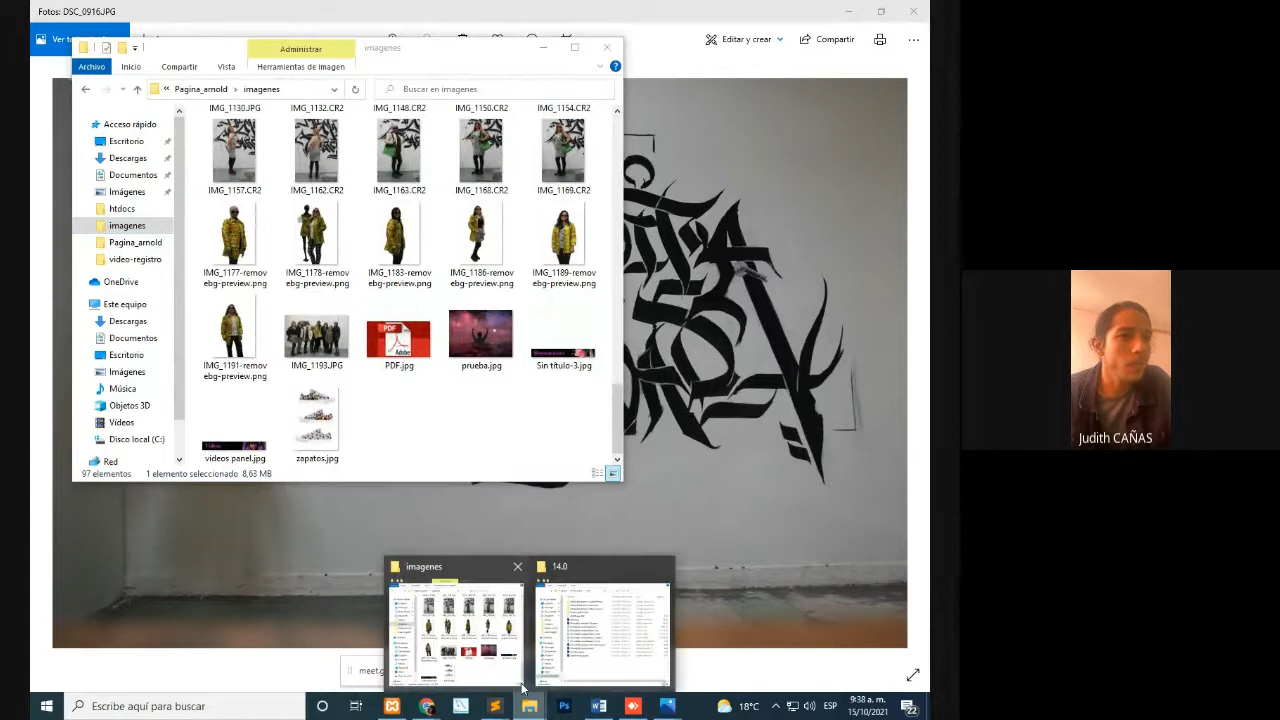 Fotos: DSC_0916.JPG
Editar y crear
Compartir
Administrar
imagenes
Archivo
Inicio
Compartir
Vista
Herramientas de imagen
Pagina_arnold
imagenes
Buscar en imagenes
IMG_1130.JPG
IMG_1132.CR2
IMG_1148.CR2
IMG_1150.CR2
IMG_1154.CR2
Acceso rápido
Escritorio
Descargas
Documentos
Imágenes
htdocs
imagenes
Pagina_arnold
video-registro
OneDrive
Este equipo
Descargas
Documentos
Escritorio
Imágenes
Música
Objetos 3D
Vídeos
Disco local (C:)
Red
IMG_1157.CR2
IMG_1162.CR2
IMG_1163.CR2
IMG_1168.CR2
IMG_1169.CR2
IMG_1177-removebg-preview.png
IMG_1178-removebg-preview.png
IMG_1183-removebg-preview.png
IMG_1186-removebg-preview.png
IMG_1189-removebg-preview.png
PDF
Adobe
IMG_1191-removebg-preview.png
IMG_1193.JPG
PDF.jpg
prueba.jpg
Sin título-3.jpg
videos panel.jpg
zapatos.jpg
97 elementos
1 elemento seleccionado 8,63 MB
Judith CAÑAS
imagenes
14.0
Escribe aquí para buscar
18°C
ESP
9:38 a. m.
15/10/2021
22